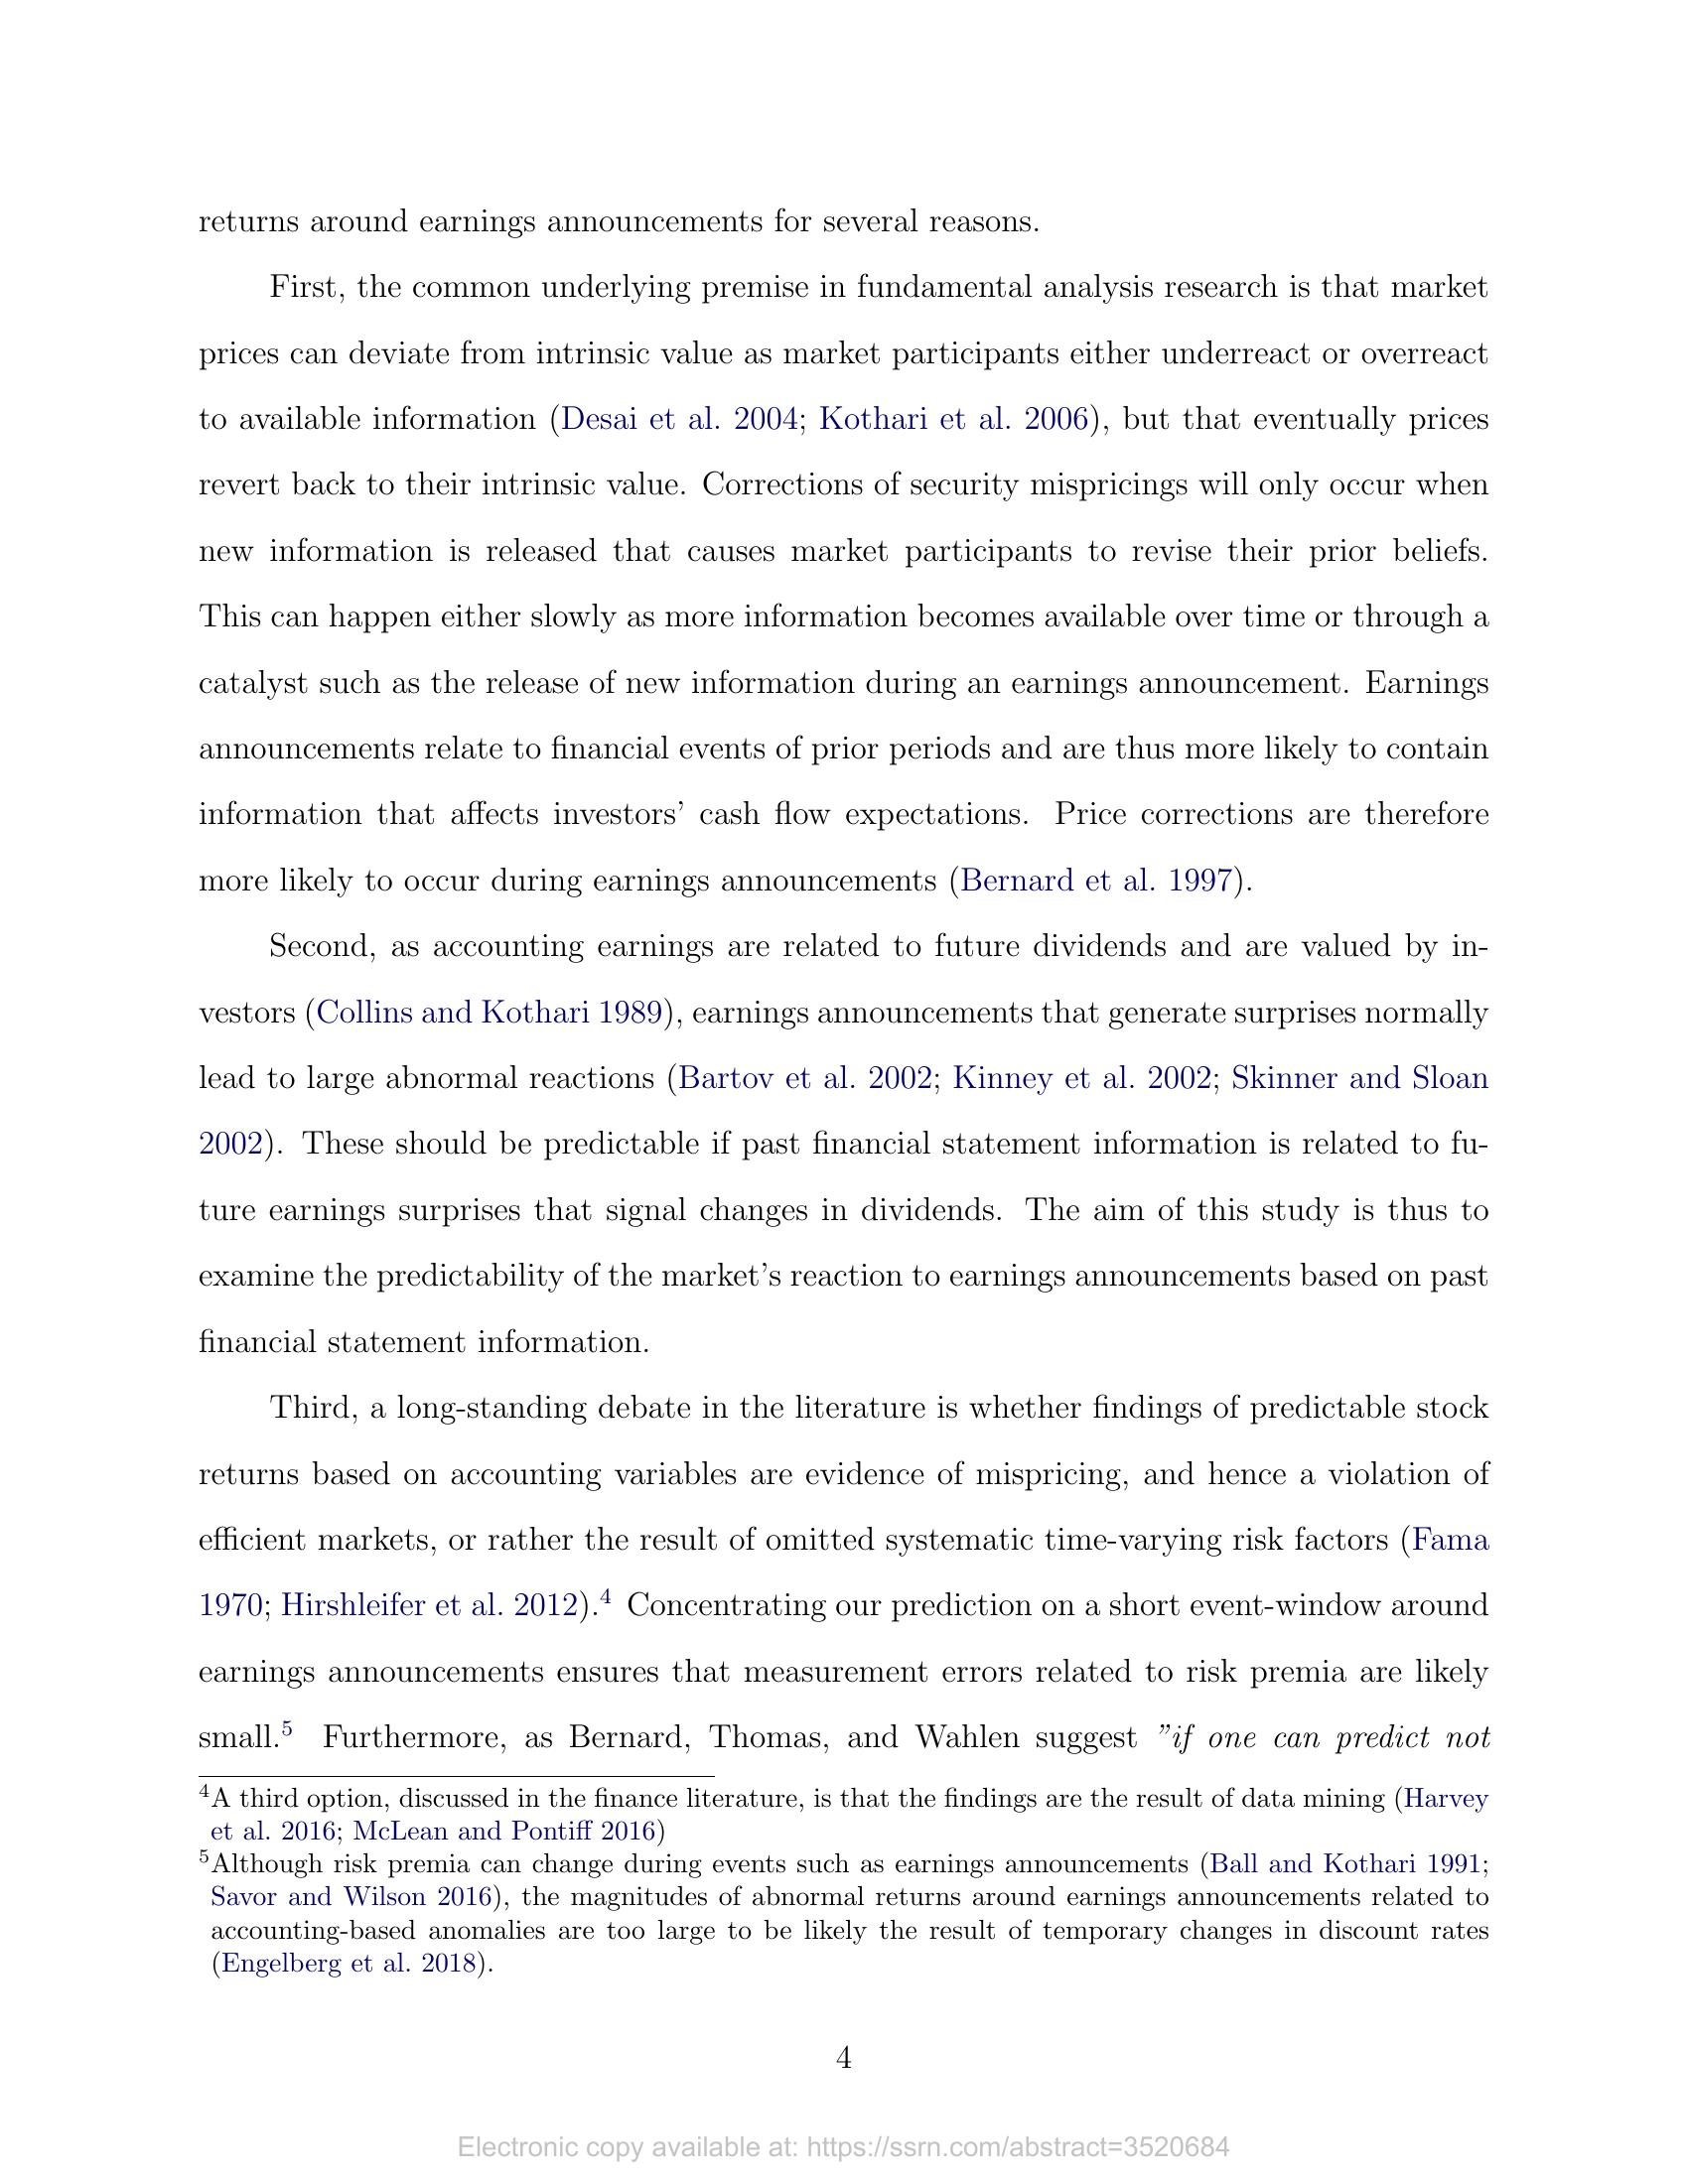 returns around earnings announcements for several reasons.
First, the common underlying premise in fundamental analysis research is that market
prices can deviate from intrinsic value as market participants either underreact or overreact
to available information (Desai et al. 2004; Kothari et al. 2006), but that eventually prices
revert back to their intrinsic value. Corrections of security mispricings will only occur when
new information is released that causes market participants to revise their prior beliefs.
This can happen either slowly as more information becomes available over time or through a
catalyst such as the release of new information during an earnings announcement. Earnings
announcements relate to financial events of prior periods and are thus more likely to contain
information that affects investors' cash flow expectations. Price corrections are therefore
more likely to occur during earnings announcements (Bernard et al. 1997).
Second, as accounting earnings are related to future dividends and are valued by in-
vestors (Collins and Kothari 1989), earnings announcements that generate surprises normally
lead to large abnormal reactions (Bartov et al. 2002; Kinney et al. 2002; Skinner and Sloan
2002). These should be predictable if past financial statement information is related to fu-
ture earnings surprises that signal changes in dividends. The aim of this study is thus to
examine the predictability of the market's reaction to earnings announcements based on past
financial statement information.
Third, a long-standing debate in the literature is whether findings of predictable stock
returns based on accounting variables are evidence of mispricing, and hence a violation of
efficient markets, or rather the result of omitted systematic time-varying risk factors (Fama
1970; Hirshleifer et al. 2012).4 Concentrating our prediction on a short event-window around
earnings announcements ensures that measurement errors related to risk premia are likely
small.5 Furthermore, as Bernard, Thomas, and Wahlen suggest ”if one can predict not
4A third option, discussed in the finance literature, is that the findings are the result of data mining (Harvey
et al. 2016; McLean and Pontiff 2016)
5Although risk premia can change during events such as earnings announcements (Ball and Kothari 1991;
Savor and Wilson 2016), the magnitudes of abnormal returns around earnings announcements related to
accounting-based anomalies are too large to be likely the result of temporary changes in discount rates
(Engelberg et al. 2018).
4
Electronic copy available at: https://ssrn.com/abstract=3520684